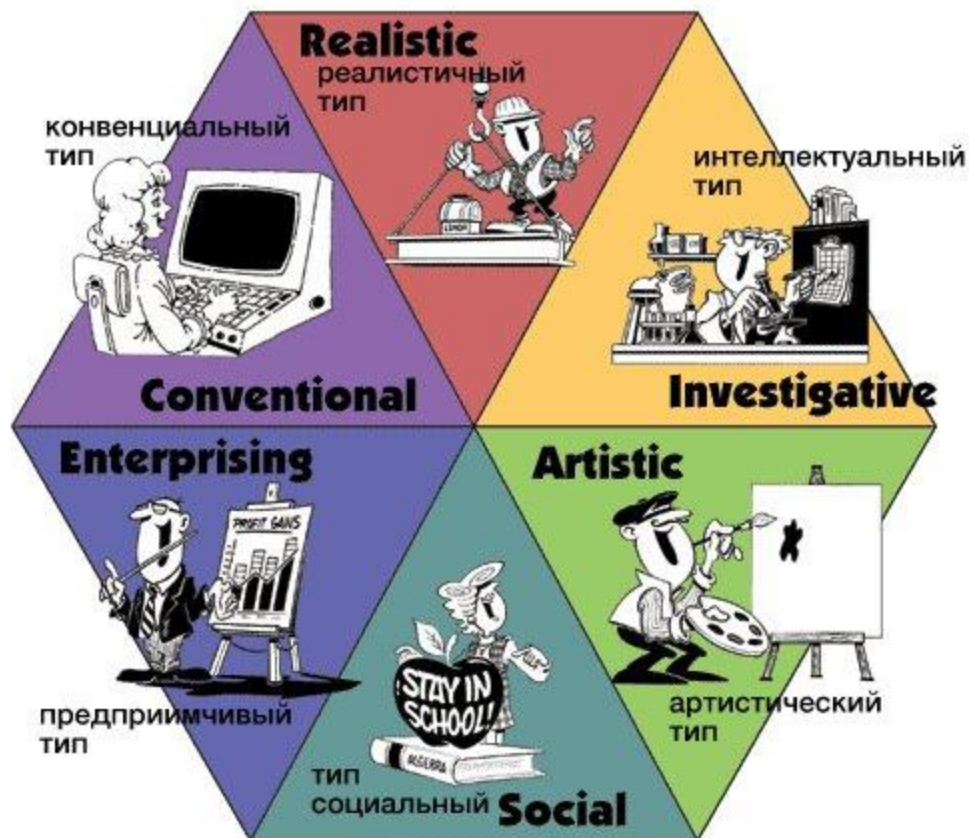 Realistic
реалистичный
тип
конвенциальный
тип
интеллектуальный
тип
LUNCH
Conventional
Investigative
Enterprising
Artistic
PROFIT GAINS
STAY IN
SCHOOL!
ALGEBRA
предприимчивый
тип
артистический
тип
тип
социальный
Social